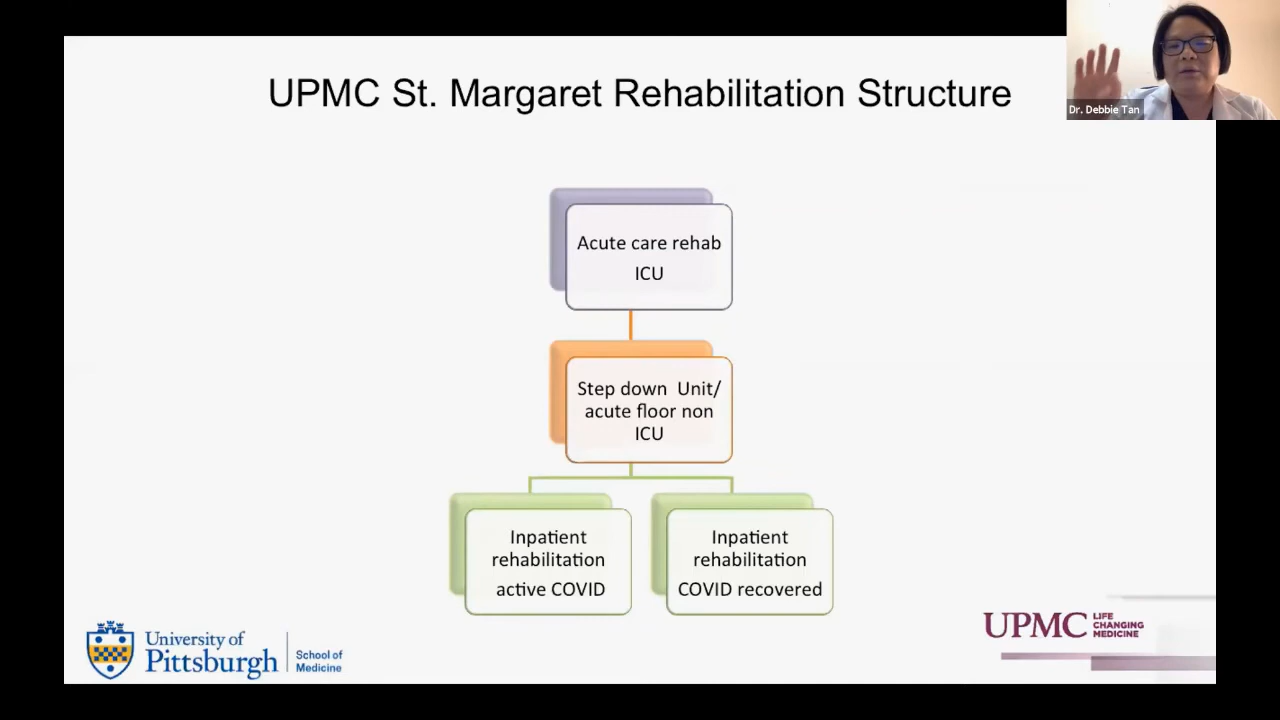 UPMC St. Margaret Rehabilitation Structure
Dr. Debbie Tan
Acute care rehab
ICU
Step down Unit/
acute floor non
ICU
Inpatient
rehabilitation
active COVID
Inpatient
rehabilitation
COVID recovered
University of
Pittsburgh
School of
Medicine
UPMC
LIFE
CHANGING
MEDICINE